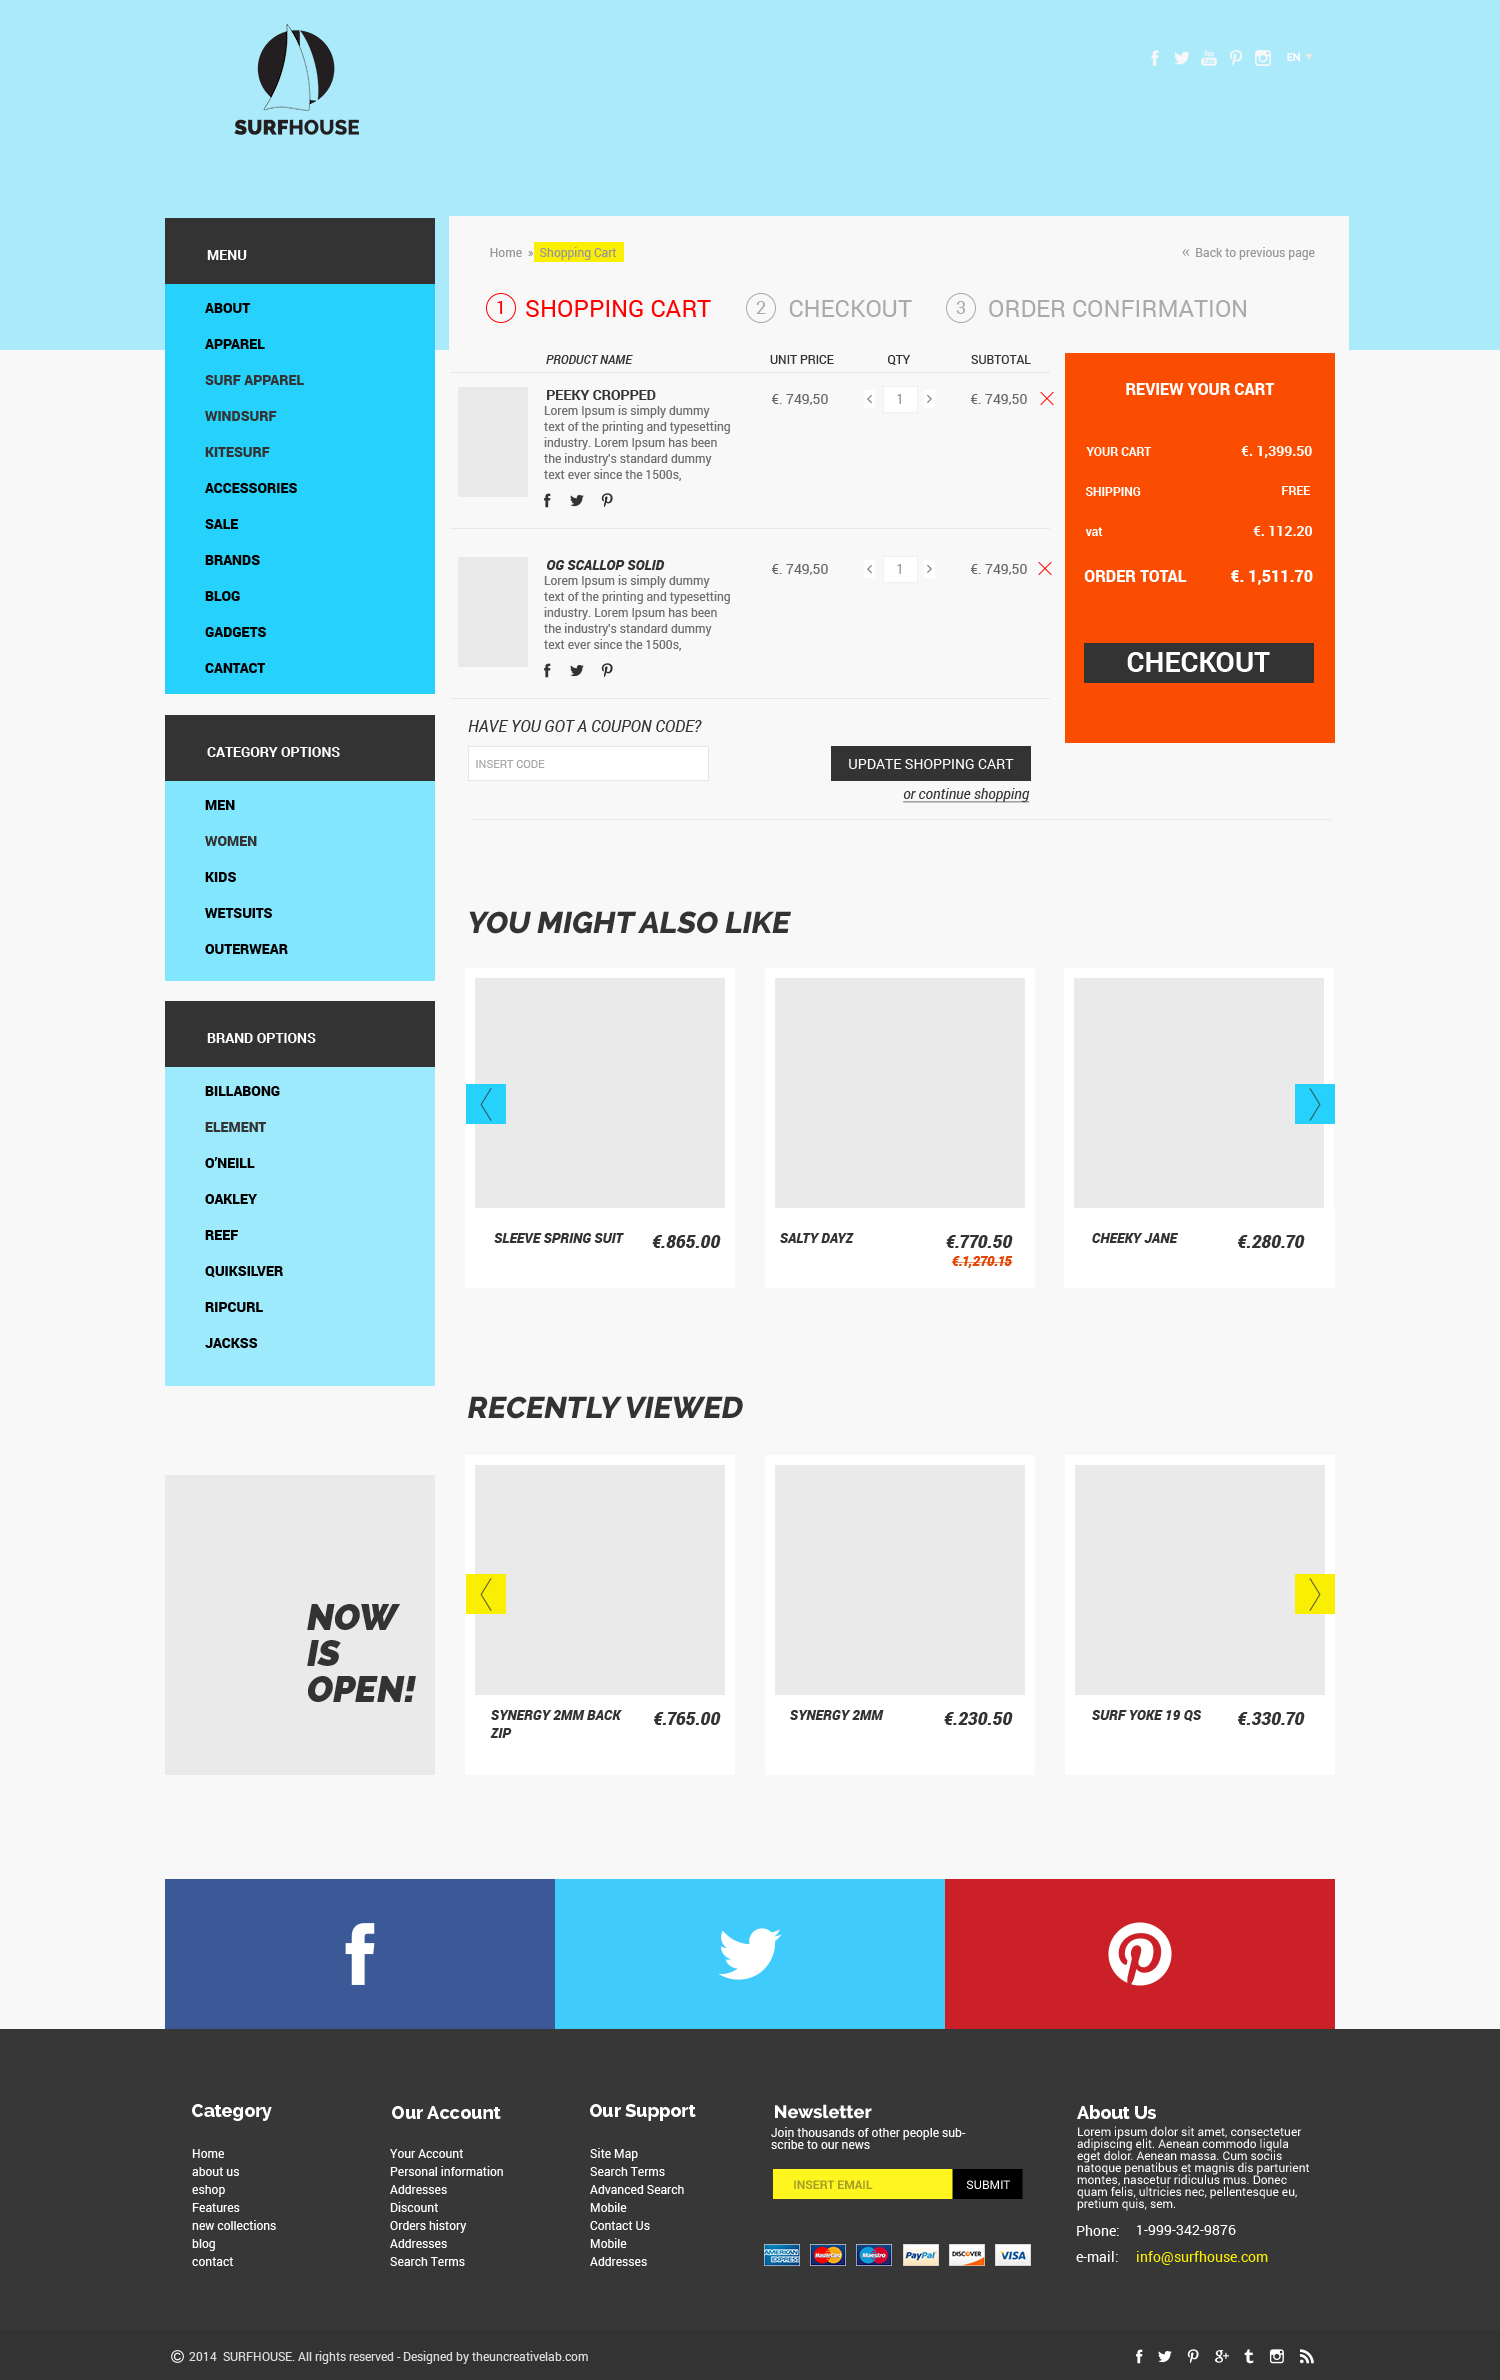 SURFHOUSE
EN
MENU
ABOUT
APPAREL
SURF APPAREL
WINDSURF
KITESURF
ACCESSORIES
SALE
BRANDS
BLOG
GADGETS
CANTACT
CATEGORY OPTIONS
MEN
WOMEN
KIDS
WETSUITS
OUTERWEAR
BRAND OPTIONS
BILLABONG
ELEMENT
O'NEILL
OAKLEY
REEF
QUIKSILVER
RIPCURL
JACKSS
NOW
IS
OPEN!
Home » Shopping Cart
« Back to previous page
1 SHOPPING CART 2 CHECKOUT 3 ORDER CONFIRMATION
PRODUCT NAME UNIT PRICE QTY SUBTOTAL
PEEKY CROPPED
Lorem Ipsum is simply dummy
text of the printing and typesetting
industry. Lorem Ipsum has been
the industry's standard dummy
text ever since the 1500s,
€. 749,50 < 1 > €. 749,50
OG SCALLOP SOLID
Lorem Ipsum is simply dummy
text of the printing and typesetting
industry. Lorem Ipsum has been
the industry's standard dummy
text ever since the 1500s,
€. 749,50 < 1 > €. 749,50
HAVE YOU GOT A COUPON CODE?
INSERT CODE
UPDATE SHOPPING CART
or continue shopping
REVIEW YOUR CART
YOUR CART €. 1,399.50
SHIPPING FREE
vat €. 112.20
ORDER TOTAL €. 1,511.70
CHECKOUT
YOU MIGHT ALSO LIKE
SLEEVE SPRING SUIT €.865.00
SALTY DAYZ €.770.50
€.1,270.15
CHEEKY JANE €.280.70
RECENTLY VIEWED
SYNERGY 2MM BACK
ZIP
€.765.00
SYNERGY 2MM €.230.50
SURF YOKE 19 QS €.330.70
Category
Home
about us
eshop
Features
new collections
blog
contact
Our Account
Your Account
Personal information
Addresses
Discount
Orders history
Addresses
Search Terms
Our Support
Site Map
Search Terms
Advanced Search
Mobile
Contact Us
Mobile
Addresses
Newsletter
Join thousands of other people sub-
scribe to our news
INSERT EMAIL SUBMIT
AMERICAN
EXPRESS
MasterCard Maestro PayPal DISCOVER VISA
About Us
Lorem ipsum dolor sit amet, consectetuer
adipiscing elit. Aenean commodo ligula
eget dolor. Aenean massa. Cum sociis
natoque penatibus et magnis dis parturient
montes, nascetur ridiculus mus. Donec
quam felis, ultricies nec, pellentesque eu,
pretium quis, sem.
Phone: 1-999-342-9876
e-mail: info@surfhouse.com
© 2014 SURFHOUSE. All rights reserved - Designed by theuncreativelab.com